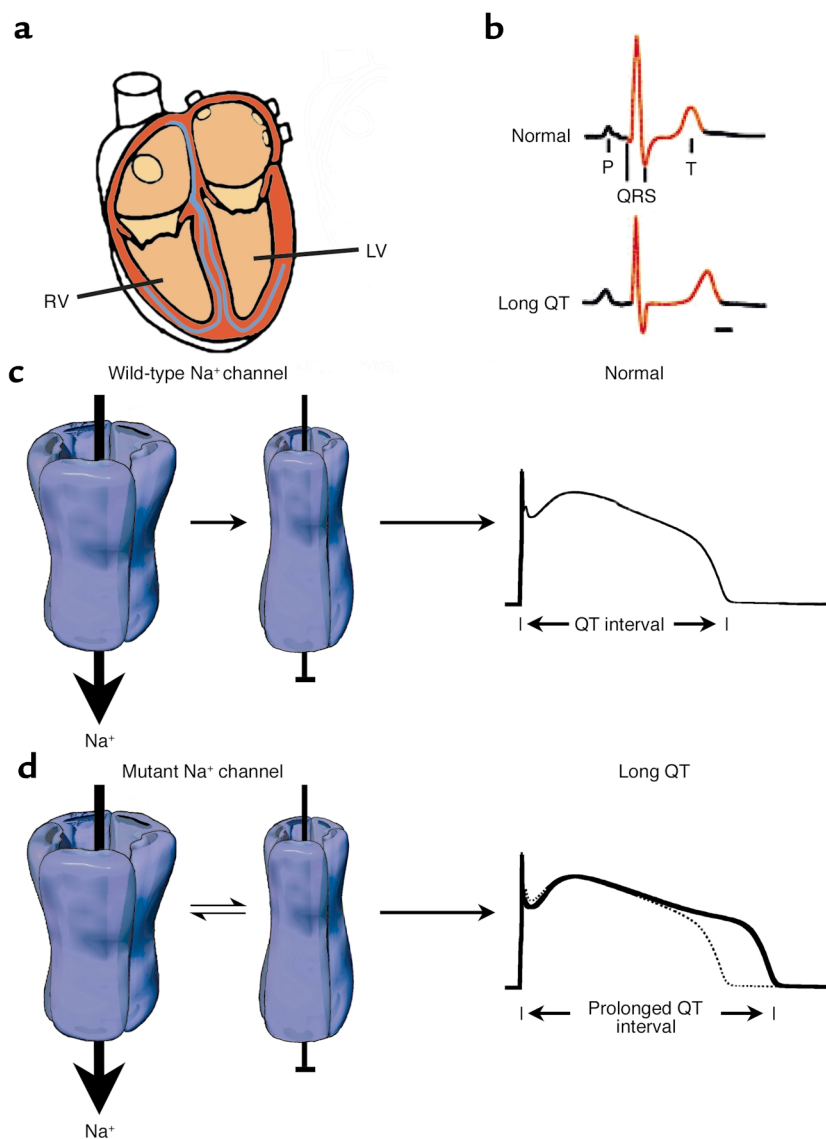 a
RV
LV
b
Normal
P
QRS
T
Long QT
c
Wild-type Na⁺ channel
Normal
Na⁺
QT interval
d
Mutant Na⁺ channel
Long QT
Na⁺
Prolonged QT
interval